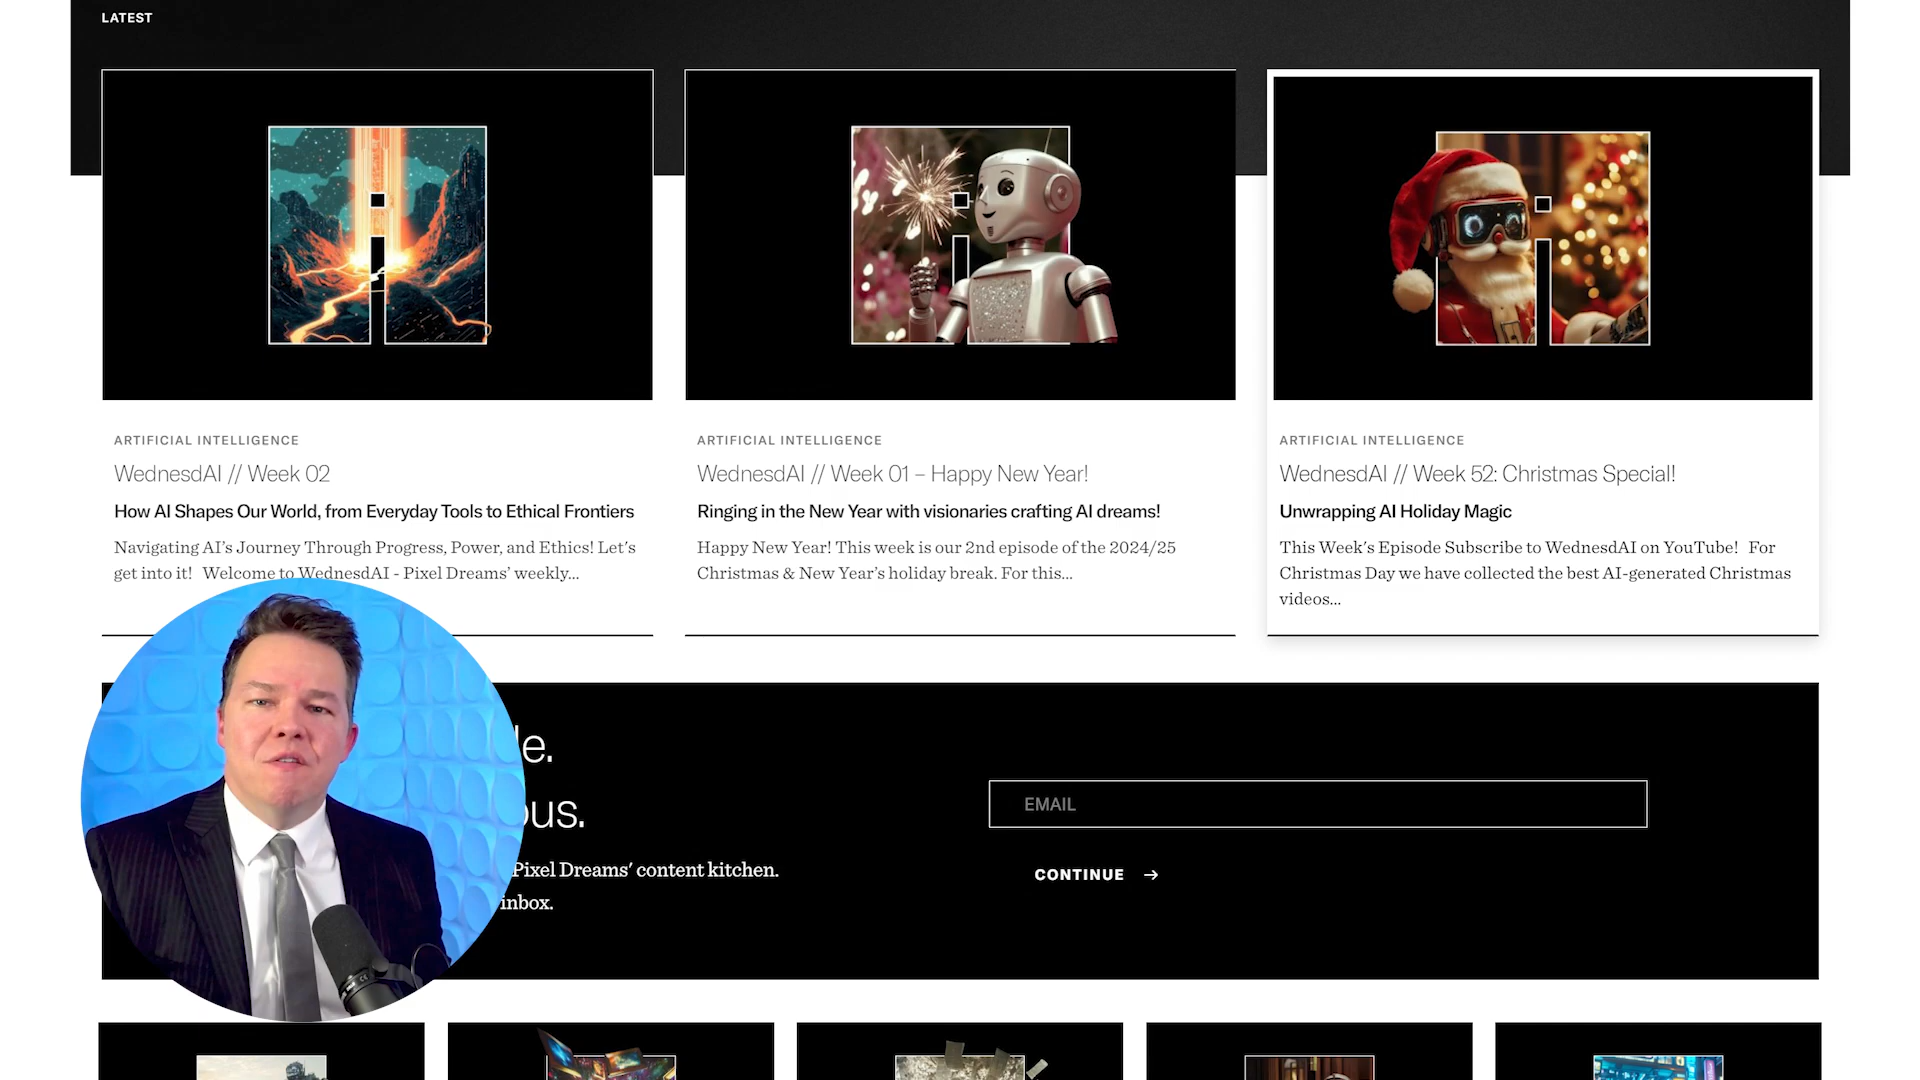 LATEST
ARTIFICIAL INTELLIGENCE
WednesdAI // Week 02
How AI Shapes Our World, from Everyday Tools to Ethical Frontiers
Navigating AI's Journey Through Progress, Power, and Ethics! Let's
get into it! Welcome to WednesdAI - Pixel Dreams' weekly...
ARTIFICIAL INTELLIGENCE
WednesdAI // Week 01 – Happy New Year!
Ringing in the New Year with visionaries crafting AI dreams!
Happy New Year! This week is our 2nd episode of the 2024/25
Christmas & New Year's holiday break. For this...
ARTIFICIAL INTELLIGENCE
WednesdAI // Week 52: Christmas Special!
Unwrapping AI Holiday Magic
This Week's Episode Subscribe to WednesdAI on YouTube! For
Christmas Day we have collected the best AI-generated Christmas
videos...
Pixel Dreams' content kitchen.
inbox.
EMAIL
CONTINUE →